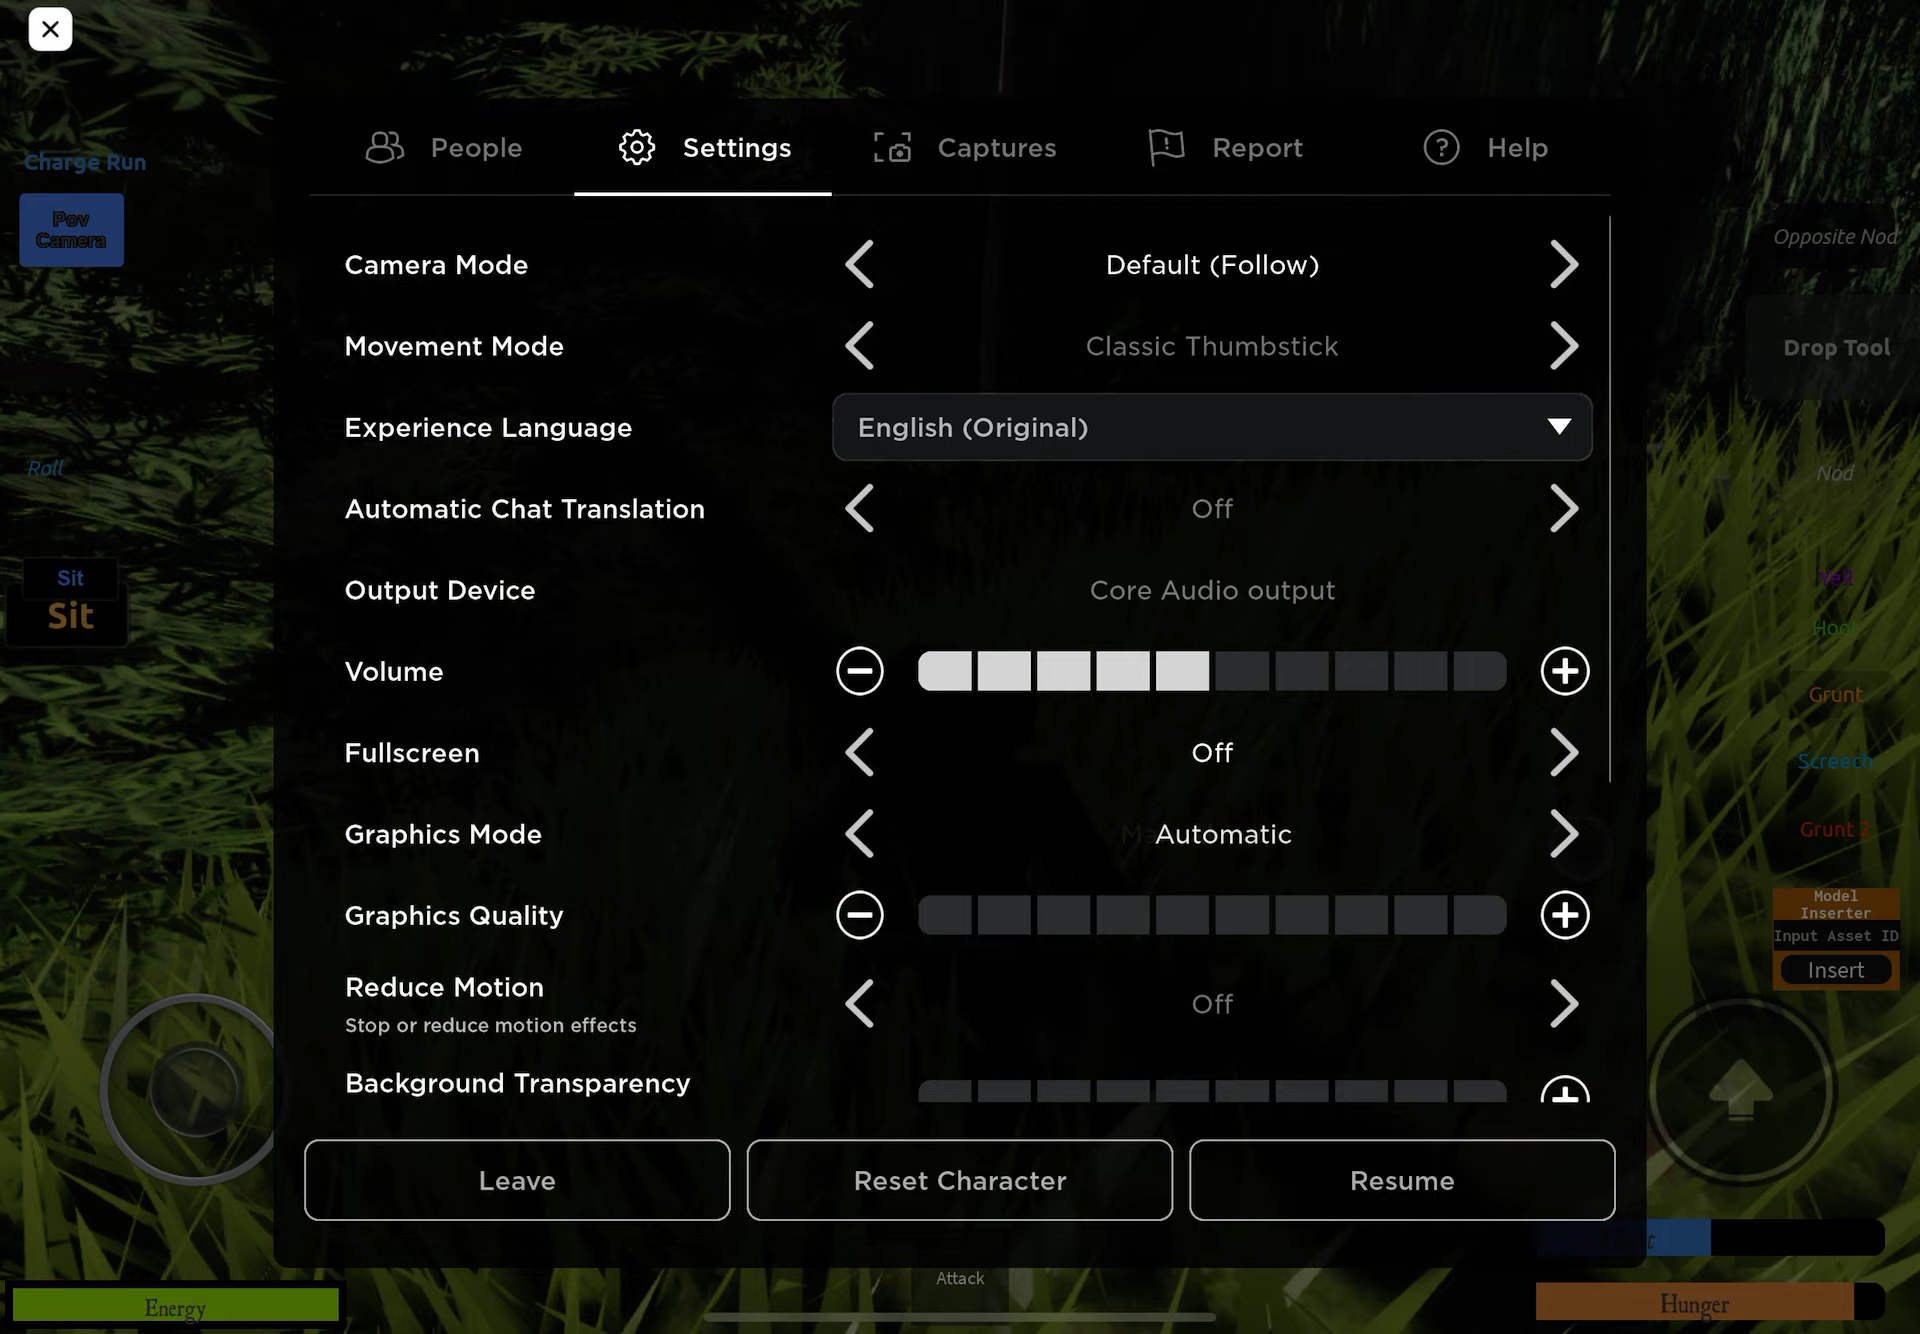 People
Settings
Captures
Report
Help
Charge Run
Pov
Camera
Roll
Sit
Sit
Camera Mode
Default (Follow)
Movement Mode
Classic Thumbstick
Experience Language
English (Original)
Automatic Chat Translation
Off
Output Device
Core Audio output
Volume
Fullscreen
Off
Graphics Mode
Automatic
Graphics Quality
Reduce Motion
Off
Stop or reduce motion effects
Background Transparency
Leave
Reset Character
Resume
Opposite Nod
Drop Tool
Nod
Yell
Hoot
Grunt
Screech
Grunt 2
Model
Inserter
Input Asset ID
Insert
Attack
Energy
Hunger